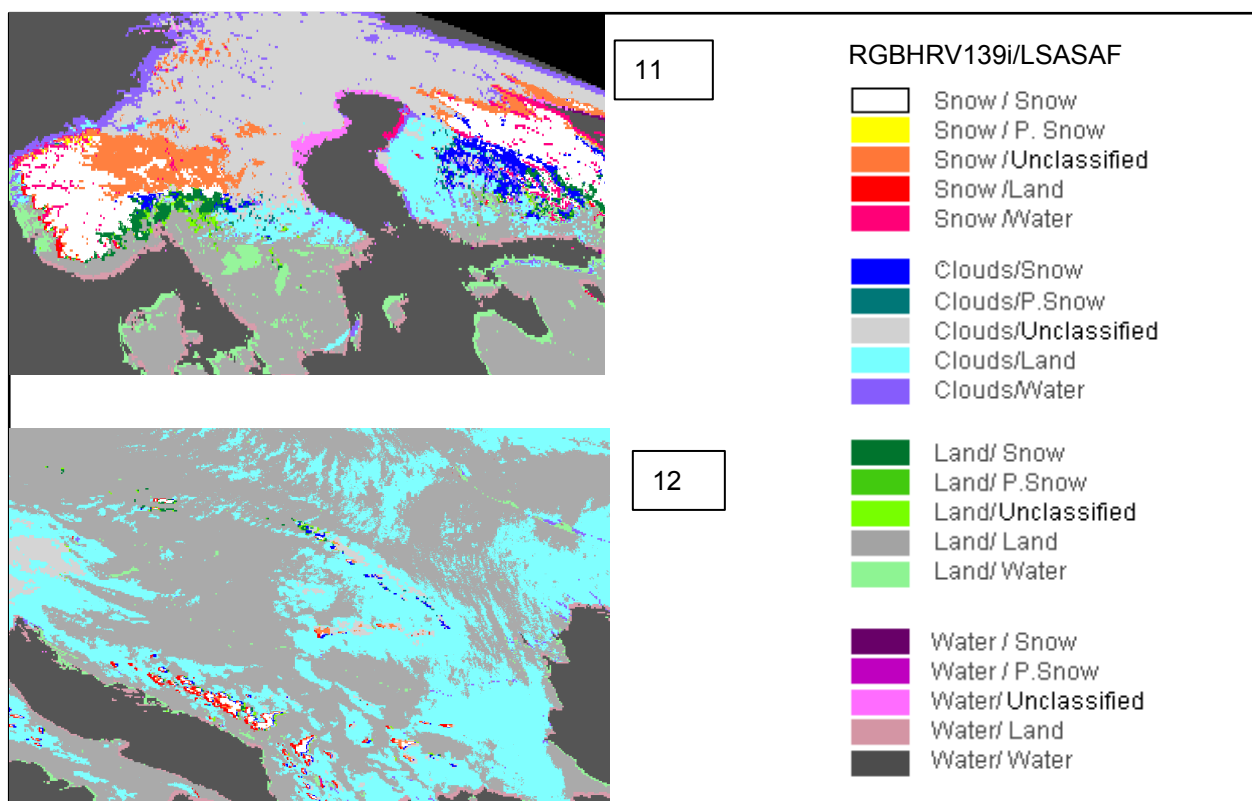 11
RGBHRV139i/LSASAF
Snow / Snow
Snow / P. Snow
Snow /Unclassified
Snow /Land
Snow /Water
Clouds/Snow
Clouds/P.Snow
Clouds/Unclassified
Clouds/Land
Clouds/Water
12
Land/ Snow
Land/ P.Snow
Land/Unclassified
Land/ Land
Land/ Water
Water / Snow
Water / P.Snow
Water/ Unclassified
Water/ Land
Water/ Water